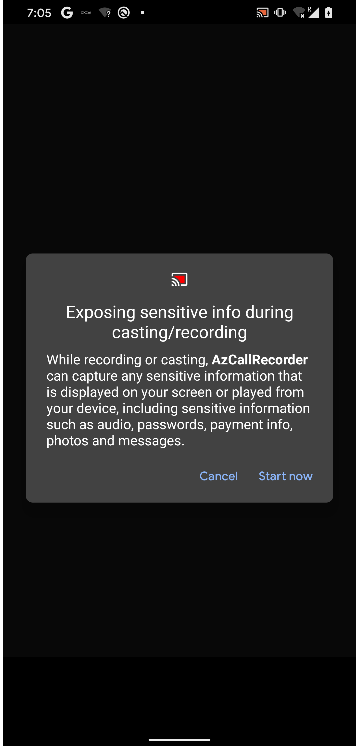 7:05
Exposing sensitive info during
casting/recording
While recording or casting, AzCallRecorder
can capture any sensitive information that
is displayed on your screen or played from
your device, including sensitive information
such as audio, passwords, payment info,
photos and messages.
Cancel Start now